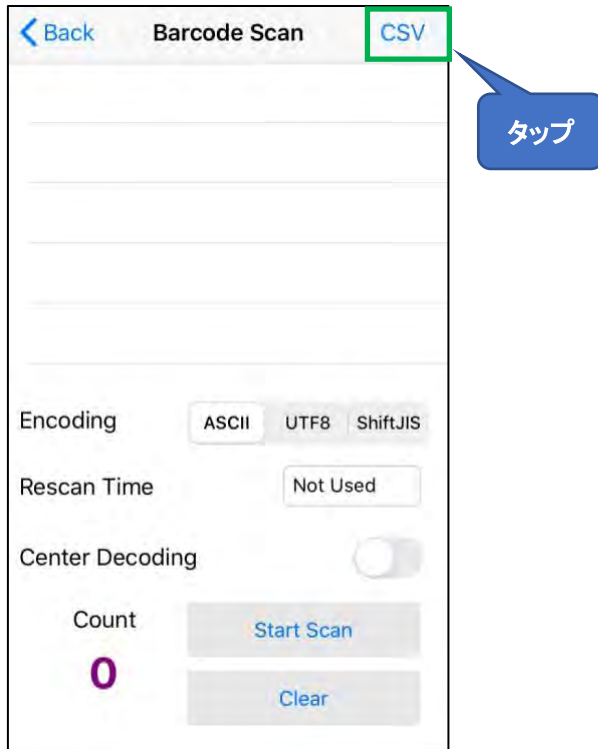 Back Barcode Scan CSV
タップ
Encoding ASCII UTF8 ShiftJIS
Rescan Time Not Used
Center Decoding
Count Start Scan
0
Clear